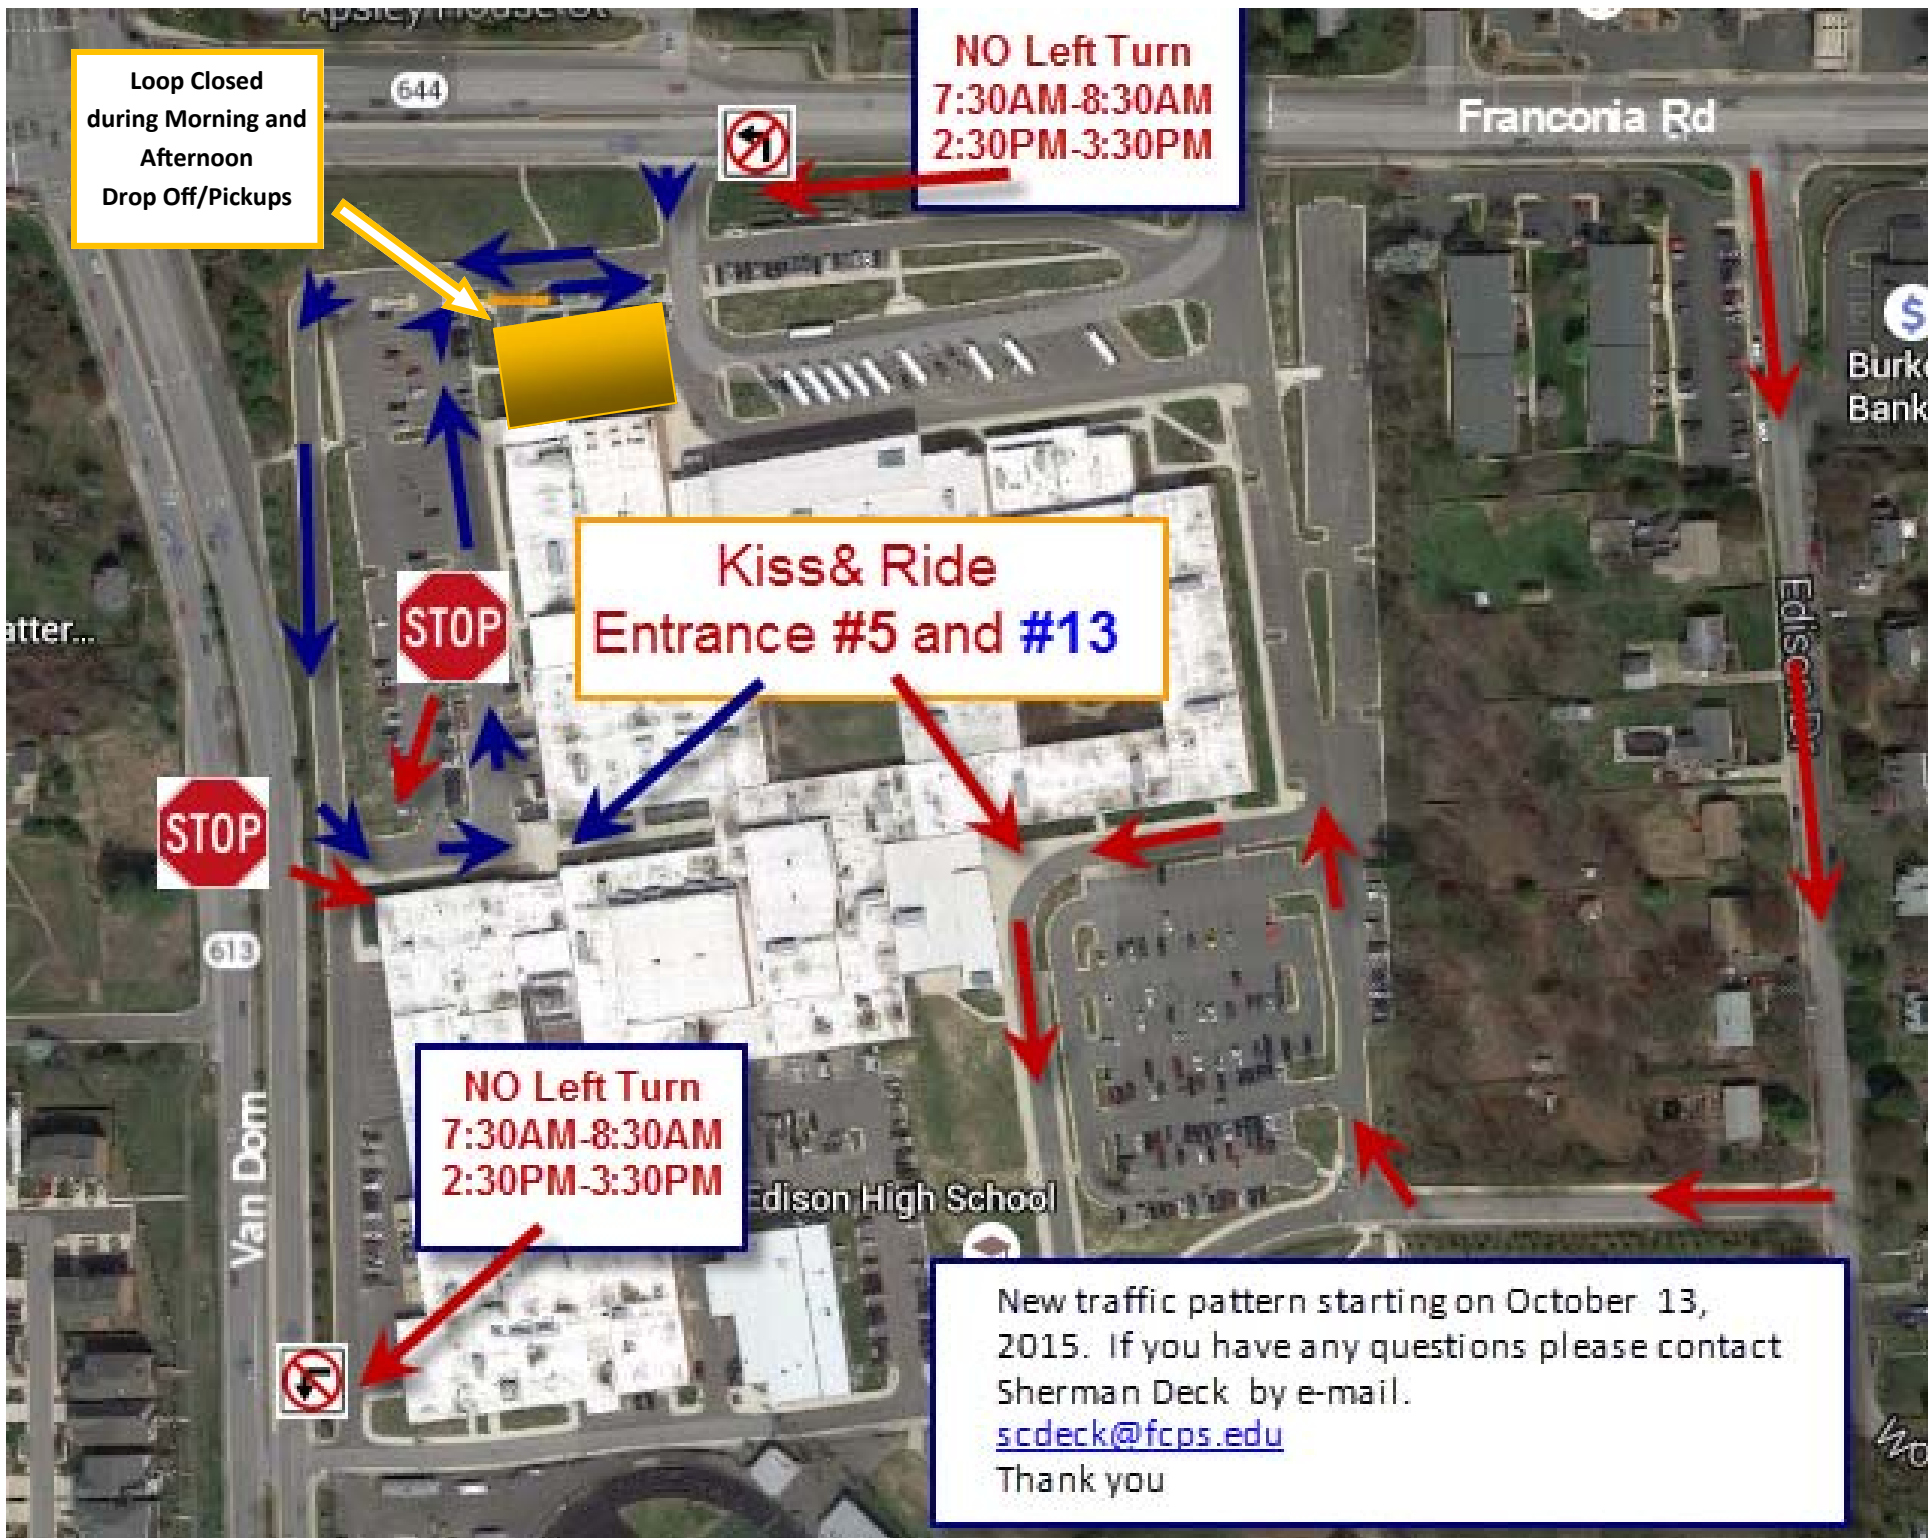 Apsley House Ct
Loop Closed
during Morning and
Afternoon
Drop Off/Pickups
644
NO Left Turn
7:30AM-8:30AM
2:30PM-3:30PM
Franconia Rd
$
Burke
Bank
Kiss& Ride
Entrance #5 and #13
STOP
atter...
Edison Dr
STOP
613
Van Dorn
NO Left Turn
7:30AM-8:30AM
2:30PM-3:30PM
Edison High School
New traffic pattern starting on October 13,
2015. If you have any questions please contact
Sherman Deck by e-mail.
scdeck@fcps.edu
Thank you